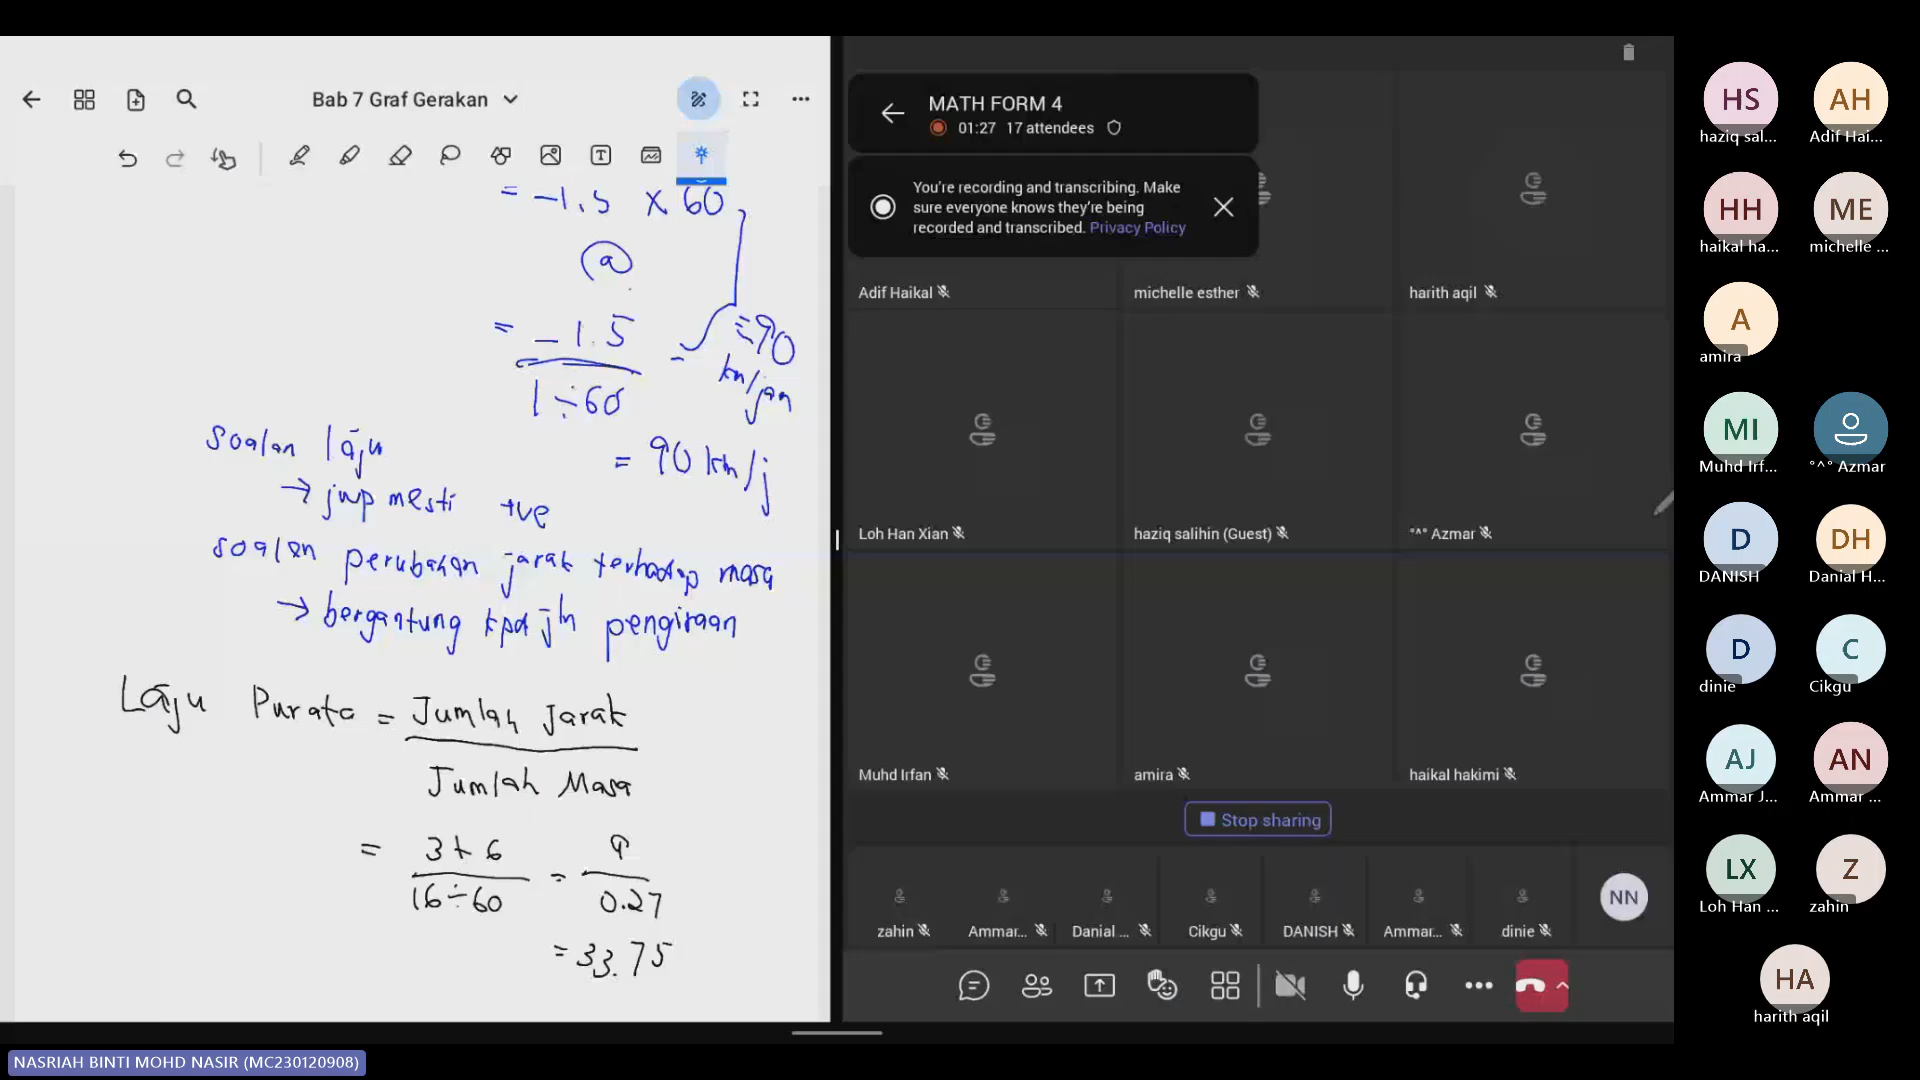 Bab 7 Graf Gerakan
= -1.5 x 60
@
= -1.5
1÷60
=
= 90
km/jam
= 90 km/j
soalan laju
→ jwp mesti +ve
soalan perubahan jarak terhadap masa
→ bergantung kpd jln pengiraan
Laju Purata = Jumlah Jarak
Jumlah Masa
= 3+6
16÷60
= 9
0.27
= 33.75
MATH FORM 4
01:27 17 attendees
You're recording and transcribing. Make
sure everyone knows they're being
recorded and transcribed. Privacy Policy
Adif Haikal
michelle esther
harith aqil
Loh Han Xian
haziq salihin (Guest)
°^° Azmar
Muhd Irfan
amira
haikal hakimi
Stop sharing
zahin
Ammar...
Danial ...
Cikgu
DANISH
Ammar...
dinie
NN
HS
haziq sal...
AH
Adif Hai...
HH
haikal ha...
ME
michelle ...
A
amira
MI
Muhd Irf...
°^° Azmar
D
DANISH
DH
Danial H...
D
dinie
C
Cikgu
AJ
Ammar J...
AN
Ammar ...
LX
Loh Han ...
Z
zahin
HA
harith aqil
NASRIAH BINTI MOHD NASIR (MC230120908)